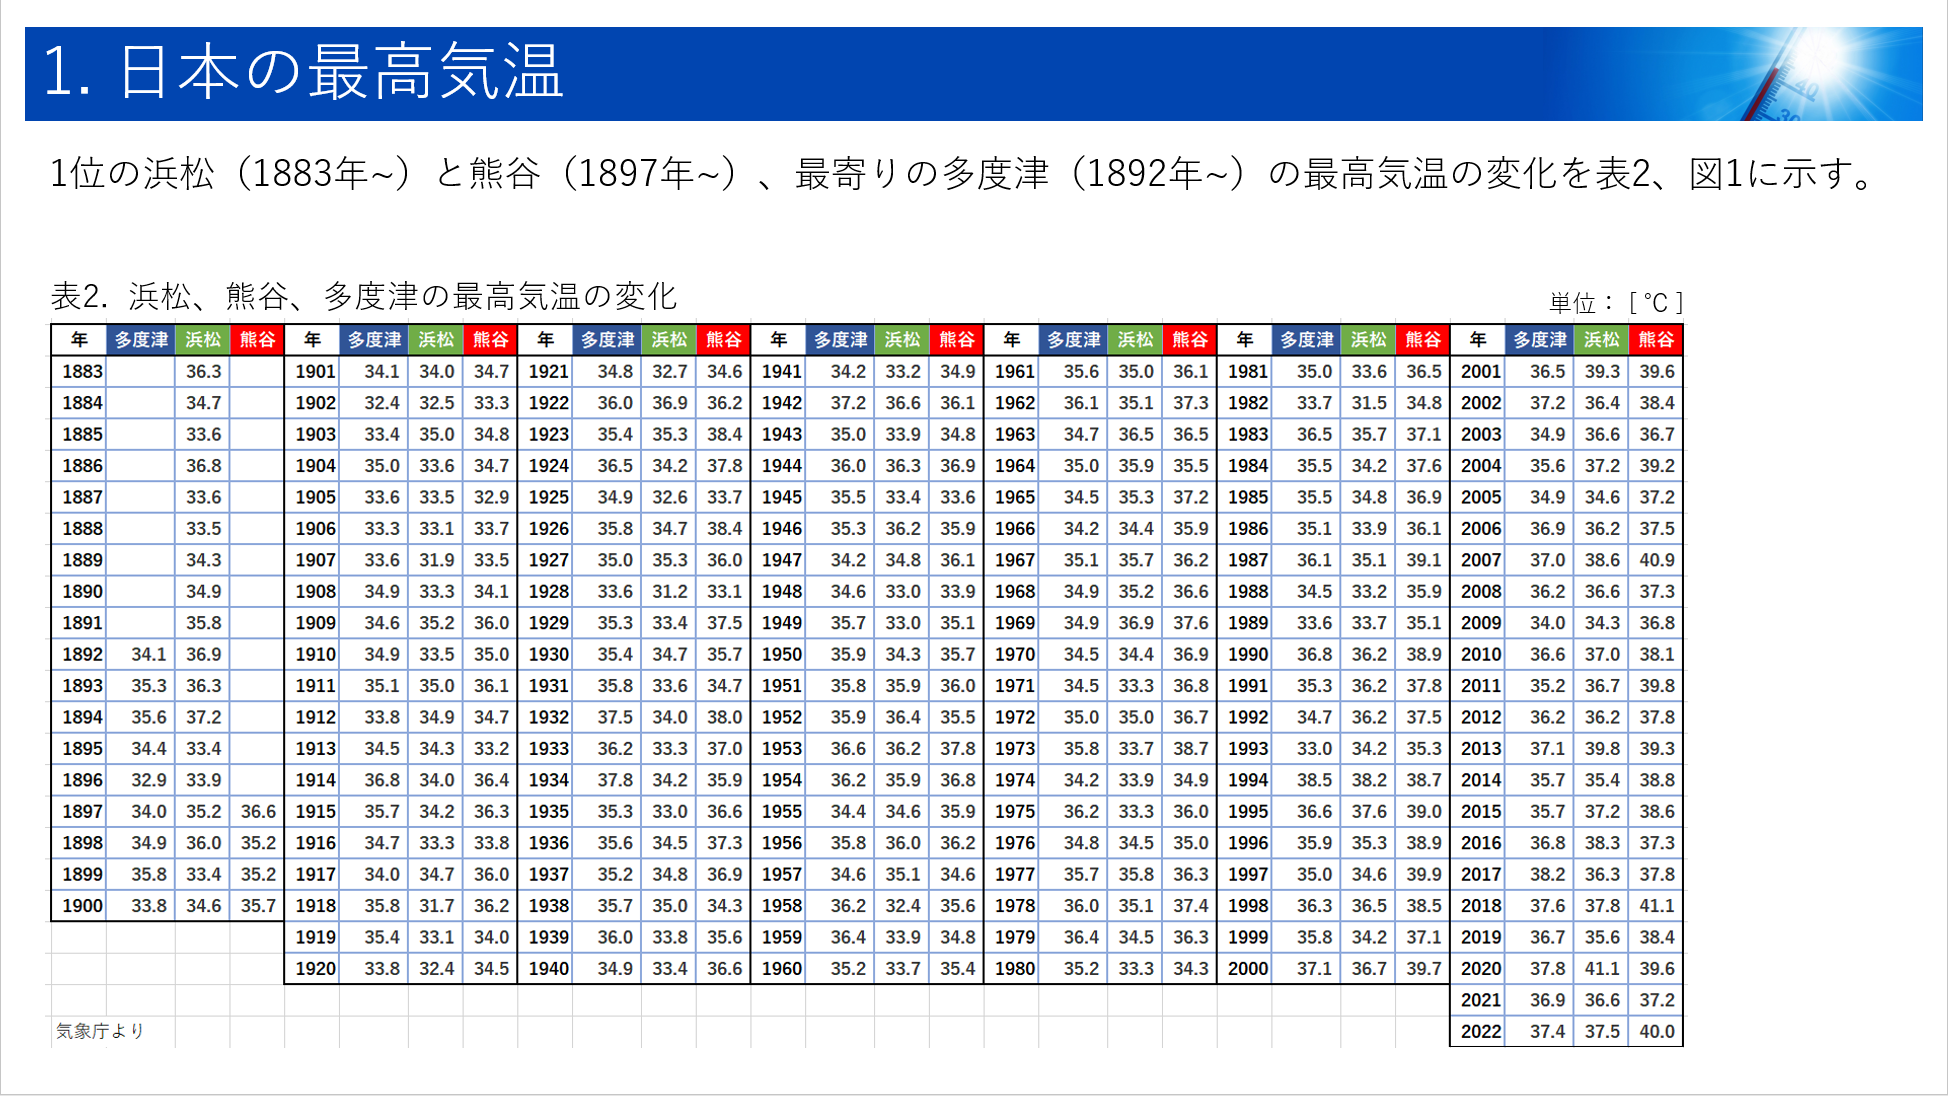 1. 日本の最高気温
40
30
1位の浜松（1883年~）と熊谷（1897年~）、最寄りの多度津（1892年~）の最高気温の変化を表2、図1に示す。
表2. 浜松、熊谷、多度津の最高気温の変化
単位：[ ℃ ]
年 多度津 浜松 熊谷 年 多度津 浜松 熊谷 年 多度津 浜松 熊谷 年 多度津 浜松 熊谷 年 多度津 浜松 熊谷 年 多度津 浜松 熊谷 年 多度津 浜松 熊谷
1883 36.3 1901 34.1 34.0 34.7 1921 34.8 32.7 34.6 1941 34.2 33.2 34.9 1961 35.6 35.0 36.1 1981 35.0 33.6 36.5 2001 36.5 39.3 39.6
1884 34.7 1902 32.4 32.5 33.3 1922 36.0 36.9 36.2 1942 37.2 36.6 36.1 1962 36.1 35.1 37.3 1982 33.7 31.5 34.8 2002 37.2 36.4 38.4
1885 33.6 1903 33.4 35.0 34.8 1923 35.4 35.3 38.4 1943 35.0 33.9 34.8 1963 34.7 36.5 36.5 1983 36.5 35.7 37.1 2003 34.9 36.6 36.7
1886 36.8 1904 35.0 33.6 34.7 1924 36.5 34.2 37.8 1944 36.0 36.3 36.9 1964 35.0 35.9 35.5 1984 35.5 34.2 37.6 2004 35.6 37.2 39.2
1887 33.6 1905 33.6 33.5 32.9 1925 34.9 32.6 33.7 1945 35.5 33.4 33.6 1965 34.5 35.3 37.2 1985 35.5 34.8 36.9 2005 34.9 34.6 37.2
1888 33.5 1906 33.3 33.1 33.7 1926 35.8 34.7 38.4 1946 35.3 36.2 35.9 1966 34.2 34.4 35.9 1986 35.1 33.9 36.1 2006 36.9 36.2 37.5
1889 34.3 1907 33.6 31.9 33.5 1927 35.0 35.3 36.0 1947 34.2 34.8 36.1 1967 35.1 35.7 36.2 1987 36.1 35.1 39.1 2007 37.0 38.6 40.9
1890 34.9 1908 34.9 33.3 34.1 1928 33.6 31.2 33.1 1948 34.6 33.0 33.9 1968 34.9 35.2 36.6 1988 34.5 33.2 35.9 2008 36.2 36.6 37.3
1891 35.8 1909 34.6 35.2 36.0 1929 35.3 33.4 37.5 1949 35.7 33.0 35.1 1969 34.9 36.9 37.6 1989 33.6 33.7 35.1 2009 34.0 34.3 36.8
1892 34.1 36.9 1910 34.9 33.5 35.0 1930 35.4 34.7 35.7 1950 35.9 34.3 35.7 1970 34.5 34.4 36.9 1990 36.8 36.2 38.9 2010 36.6 37.0 38.1
1893 35.3 36.3 1911 35.1 35.0 36.1 1931 35.8 33.6 34.7 1951 35.8 35.9 36.0 1971 34.5 33.3 36.8 1991 35.3 36.2 37.8 2011 35.2 36.7 39.8
1894 35.6 37.2 1912 33.8 34.9 34.7 1932 37.5 34.0 38.0 1952 35.9 36.4 35.5 1972 35.0 35.0 36.7 1992 34.7 36.2 37.5 2012 36.2 36.2 37.8
1895 34.4 33.4 1913 34.5 34.3 33.2 1933 36.2 33.3 37.0 1953 36.6 36.2 37.8 1973 35.8 33.7 38.7 1993 33.0 34.2 35.3 2013 37.1 39.8 39.3
1896 32.9 33.9 1914 36.8 34.0 36.4 1934 37.8 34.2 35.9 1954 36.2 35.9 36.8 1974 34.2 33.9 34.9 1994 38.5 38.2 38.7 2014 35.7 35.4 38.8
1897 34.0 35.2 36.6 1915 35.7 34.2 36.3 1935 35.3 33.0 36.6 1955 34.4 34.6 35.9 1975 36.2 33.3 36.0 1995 36.6 37.6 39.0 2015 35.7 37.2 38.6
1898 34.9 36.0 35.2 1916 34.7 33.3 33.8 1936 35.6 34.5 37.3 1956 35.8 36.0 36.2 1976 34.8 34.5 35.0 1996 35.9 35.3 38.9 2016 36.8 38.3 37.3
1899 35.8 33.4 35.2 1917 34.0 34.7 36.0 1937 35.2 34.8 36.9 1957 34.6 35.1 34.6 1977 35.7 35.8 36.3 1997 35.0 34.6 39.9 2017 38.2 36.3 37.8
1900 33.8 34.6 35.7 1918 35.8 31.7 36.2 1938 35.7 35.0 34.3 1958 36.2 32.4 35.6 1978 36.0 35.1 37.4 1998 36.3 36.5 38.5 2018 37.6 37.8 41.1
1919 35.4 33.1 34.0 1939 36.0 33.8 35.6 1959 36.4 33.9 34.8 1979 36.4 34.5 36.3 1999 35.8 34.2 37.1 2019 36.7 35.6 38.4
1920 33.8 32.4 34.5 1940 34.9 33.4 36.6 1960 35.2 33.7 35.4 1980 35.2 33.3 34.3 2000 37.1 36.7 39.7 2020 37.8 41.1 39.6
2021 36.9 36.6 37.2
気象庁より 2022 37.4 37.5 40.0